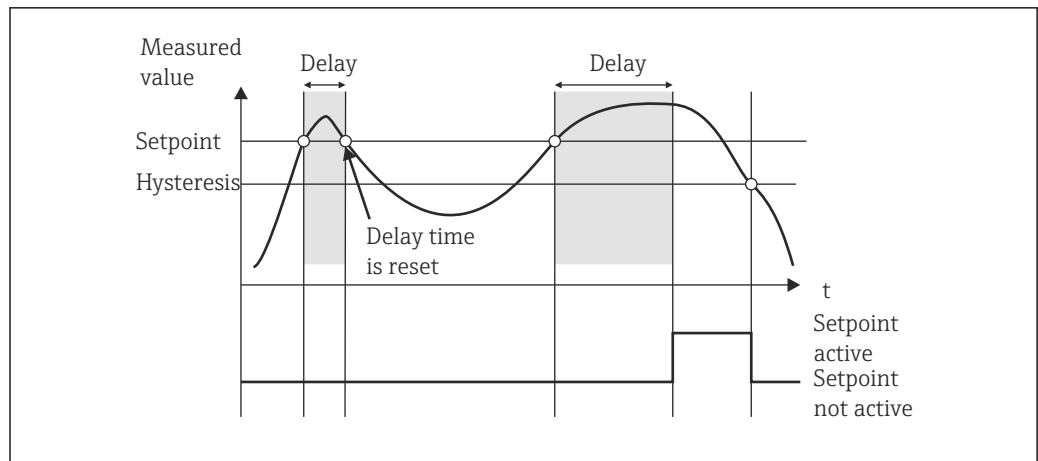 Measured
value
Delay
Delay
Setpoint
Hysteresis
Delay time
is reset
t
Setpoint
active
Setpoint
not active